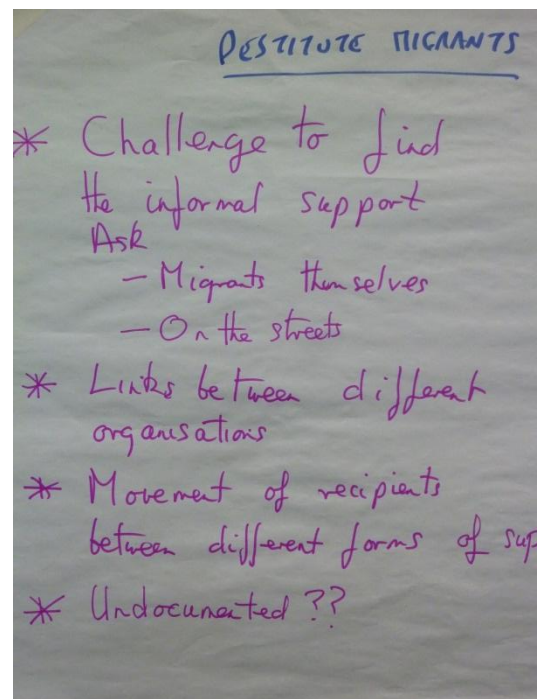 DESTITUTE MIGRANTS
* Challenge to find
the informal support
Ask
- Migrants themselves
- On the streets
* Links between different
organisations
* Movement of recipients
between different forms of sup
* Undocumented ??